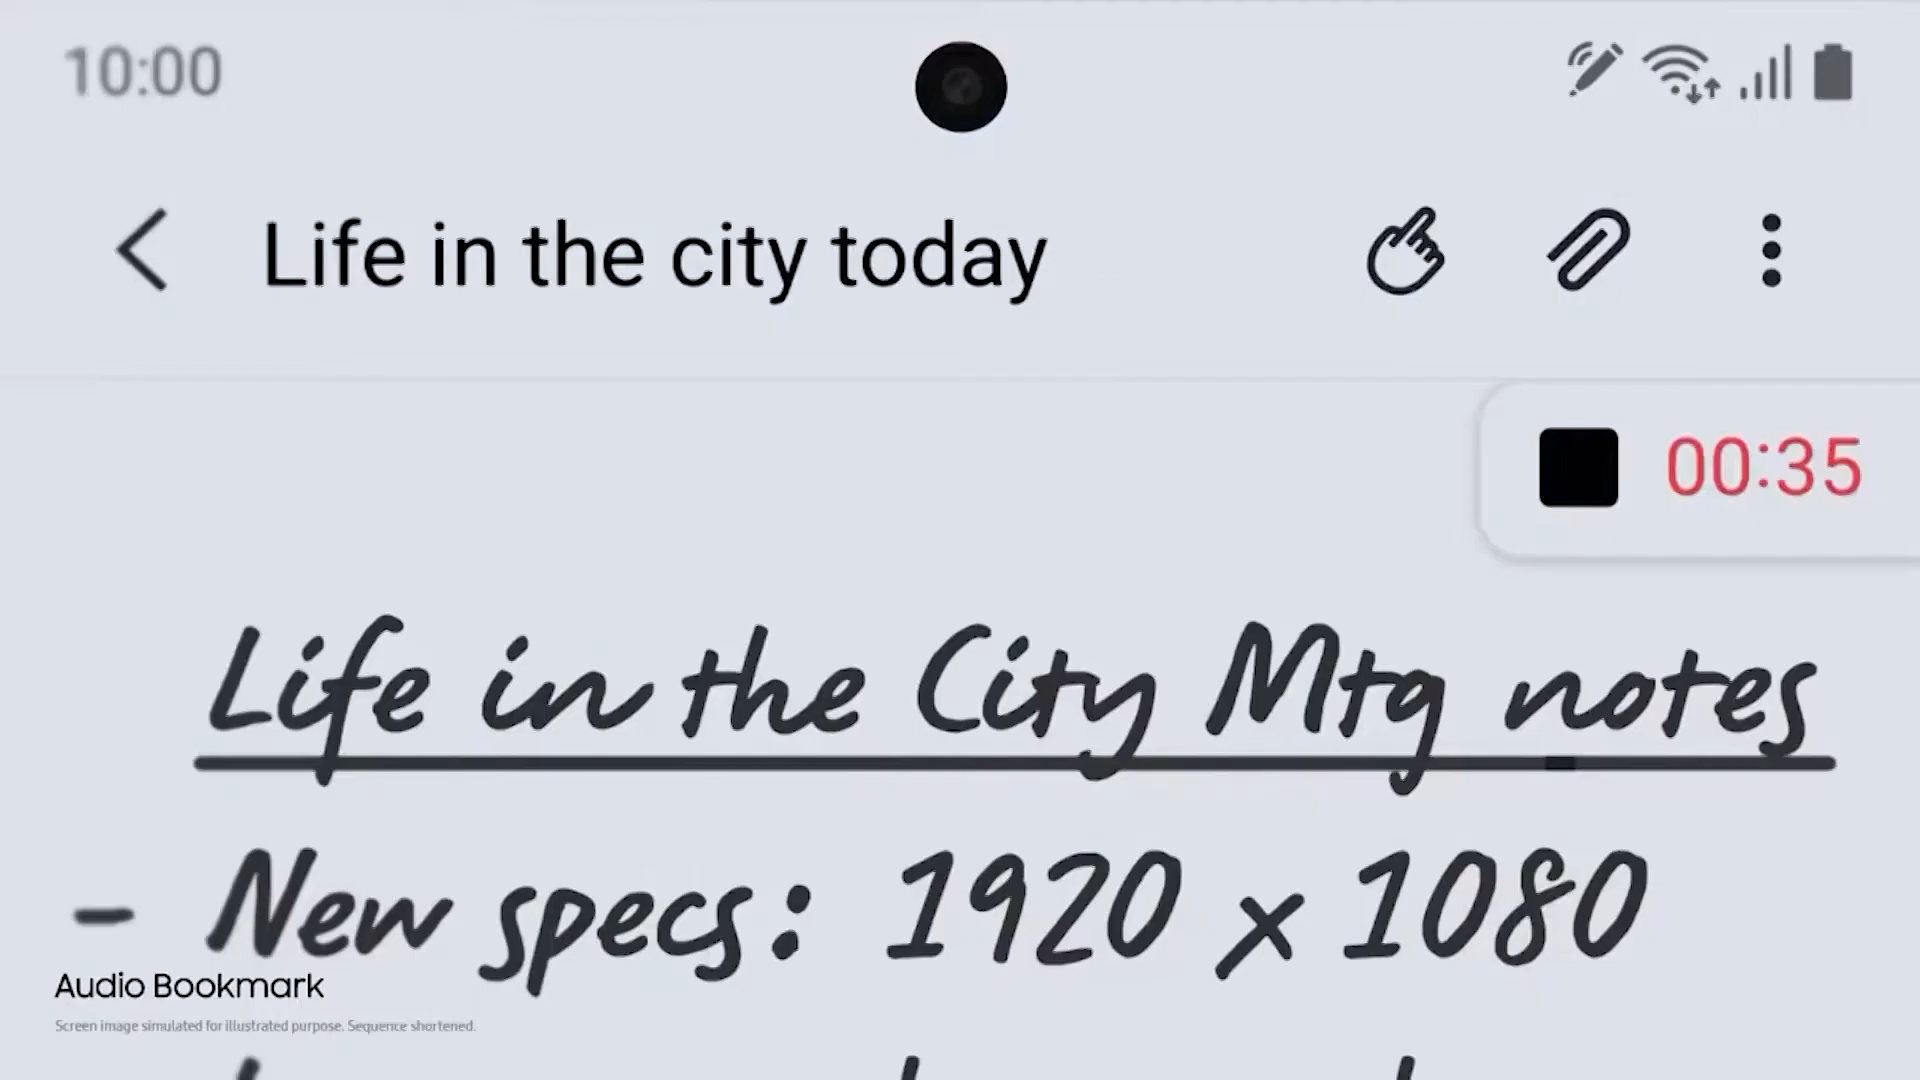 10:00
Life in the city today
00:35
Life in the City Mtg notes
- New specs: 1920 x 1080
Audio Bookmark
Screen image simulated for illustrated purpose. Sequence shortened.